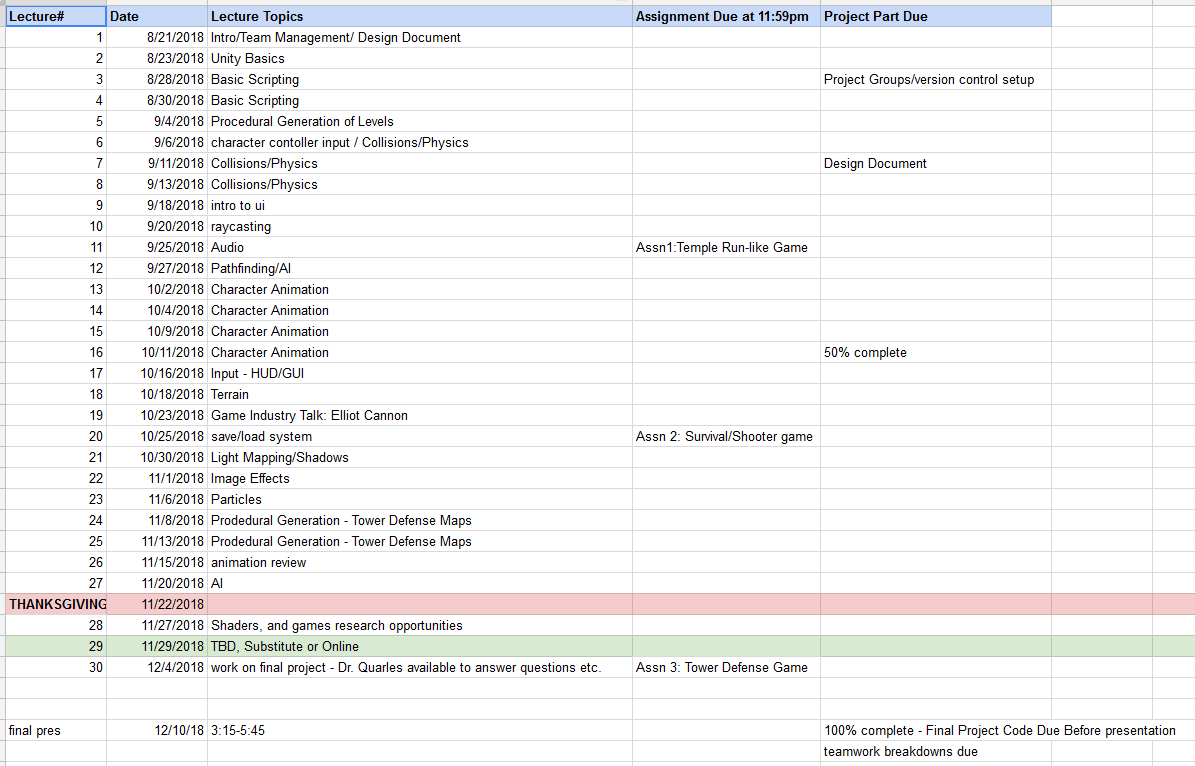 Lecture# Date Lecture Topics Assignment Due at 11:59pm Project Part Due
1 8/21/2018 Intro/Team Management/ Design Document
2 8/23/2018 Unity Basics
3 8/28/2018 Basic Scripting Project Groups/version control setup
4 8/30/2018 Basic Scripting
5 9/4/2018 Procedural Generation of Levels
6 9/6/2018 character contoller input / Collisions/Physics
7 9/11/2018 Collisions/Physics Design Document
8 9/13/2018 Collisions/Physics
9 9/18/2018 intro to ui
10 9/20/2018 raycasting
11 9/25/2018 Audio Assn1:Temple Run-like Game
12 9/27/2018 Pathfinding/AI
13 10/2/2018 Character Animation
14 10/4/2018 Character Animation
15 10/9/2018 Character Animation
16 10/11/2018 Character Animation 50% complete
17 10/16/2018 Input - HUD/GUI
18 10/18/2018 Terrain
19 10/23/2018 Game Industry Talk: Elliot Cannon
20 10/25/2018 save/load system Assn 2: Survival/Shooter game
21 10/30/2018 Light Mapping/Shadows
22 11/1/2018 Image Effects
23 11/6/2018 Particles
24 11/8/2018 Prodedural Generation - Tower Defense Maps
25 11/13/2018 Prodedural Generation - Tower Defense Maps
26 11/15/2018 animation review
27 11/20/2018 AI
THANKSGIVING 11/22/2018
28 11/27/2018 Shaders, and games research opportunities
29 11/29/2018 TBD, Substitute or Online
30 12/4/2018 work on final project - Dr. Quarles available to answer questions etc. Assn 3: Tower Defense Game
final pres 12/10/18 3:15-5:45 100% complete - Final Project Code Due Before presentation
teamwork breakdowns due